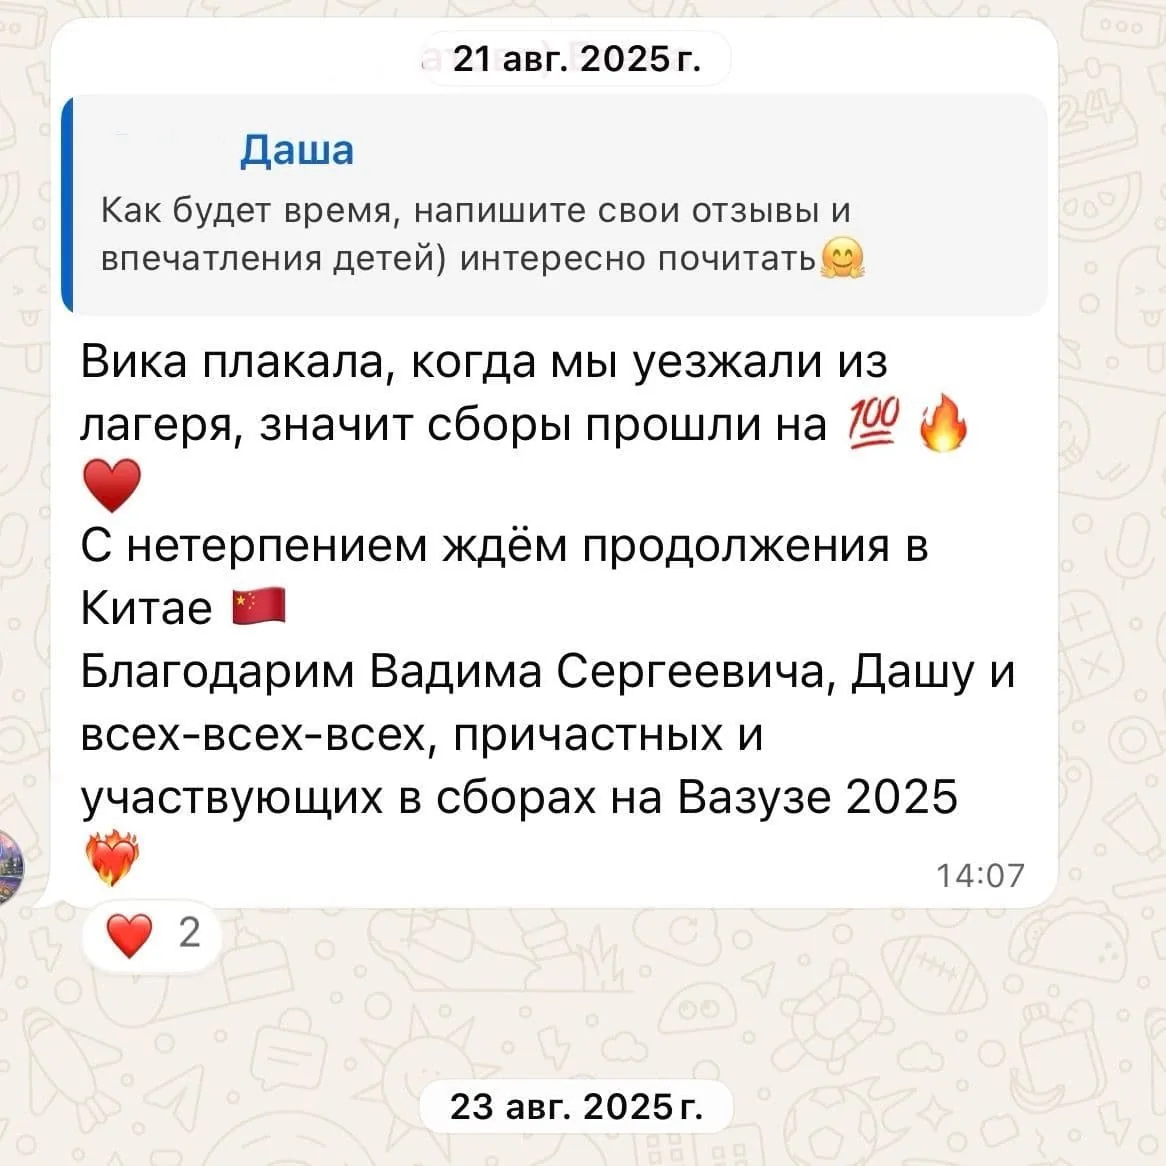 21 авг. 2025 г.
Даша
Как будет время, напишите свои отзывы и
впечатления детей) интересно почитать🤗
Вика плакала, когда мы уезжали из
лагеря, значит сборы прошли на 💯 🔥
♥️
С нетерпением ждём продолжения в
Китае 🇨🇳
Благодарим Вадима Сергеевича, Дашу и
всех-всех-всех, причастных и
участвующих в сборах на Вазузе 2025
❤️‍🔥
14:07
❤️ 2
23 авг. 2025 г.